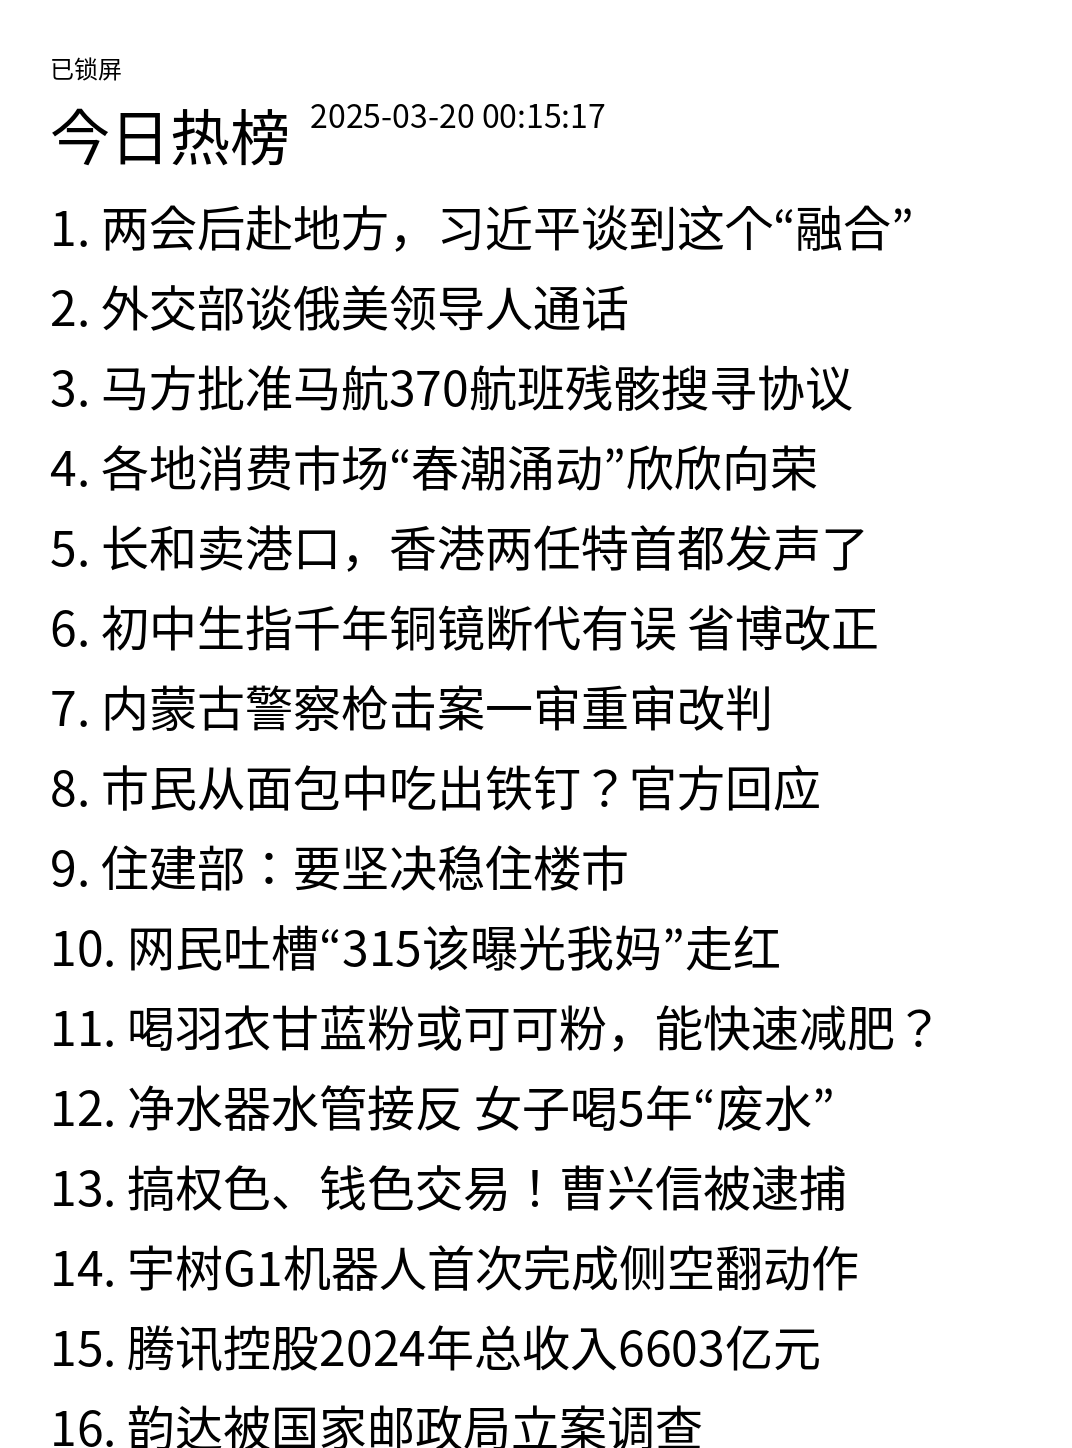 已锁屏
今日热榜 2025-03-20 00:15:17
1. 两会后赴地方，习近平谈到这个“融合”
2. 外交部谈俄美领导人通话
3. 马方批准马航370航班残骸搜寻协议
4. 各地消费市场“春潮涌动”欣欣向荣
5. 长和卖港口，香港两任特首都发声了
6. 初中生指千年铜镜断代有误 省博改正
7. 内蒙古警察枪击案一审重审改判
8. 市民从面包中吃出铁钉？官方回应
9. 住建部：要坚决稳住楼市
10. 网民吐槽“315该曝光我妈”走红
11. 喝羽衣甘蓝粉或可可粉，能快速减肥？
12. 净水器水管接反 女子喝5年“废水”
13. 搞权色、钱色交易！曹兴信被逮捕
14. 宇树G1机器人首次完成侧空翻动作
15. 腾讯控股2024年总收入6603亿元
16. 韵达被国家邮政局立案调查